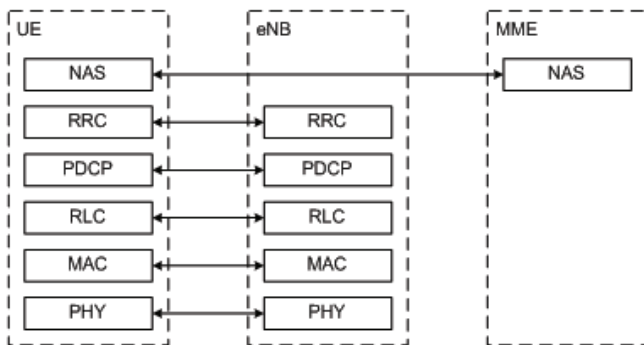 UE eNB MME
NAS NAS
RRC RRC
PDCP PDCP
RLC RLC
MAC MAC
PHY PHY